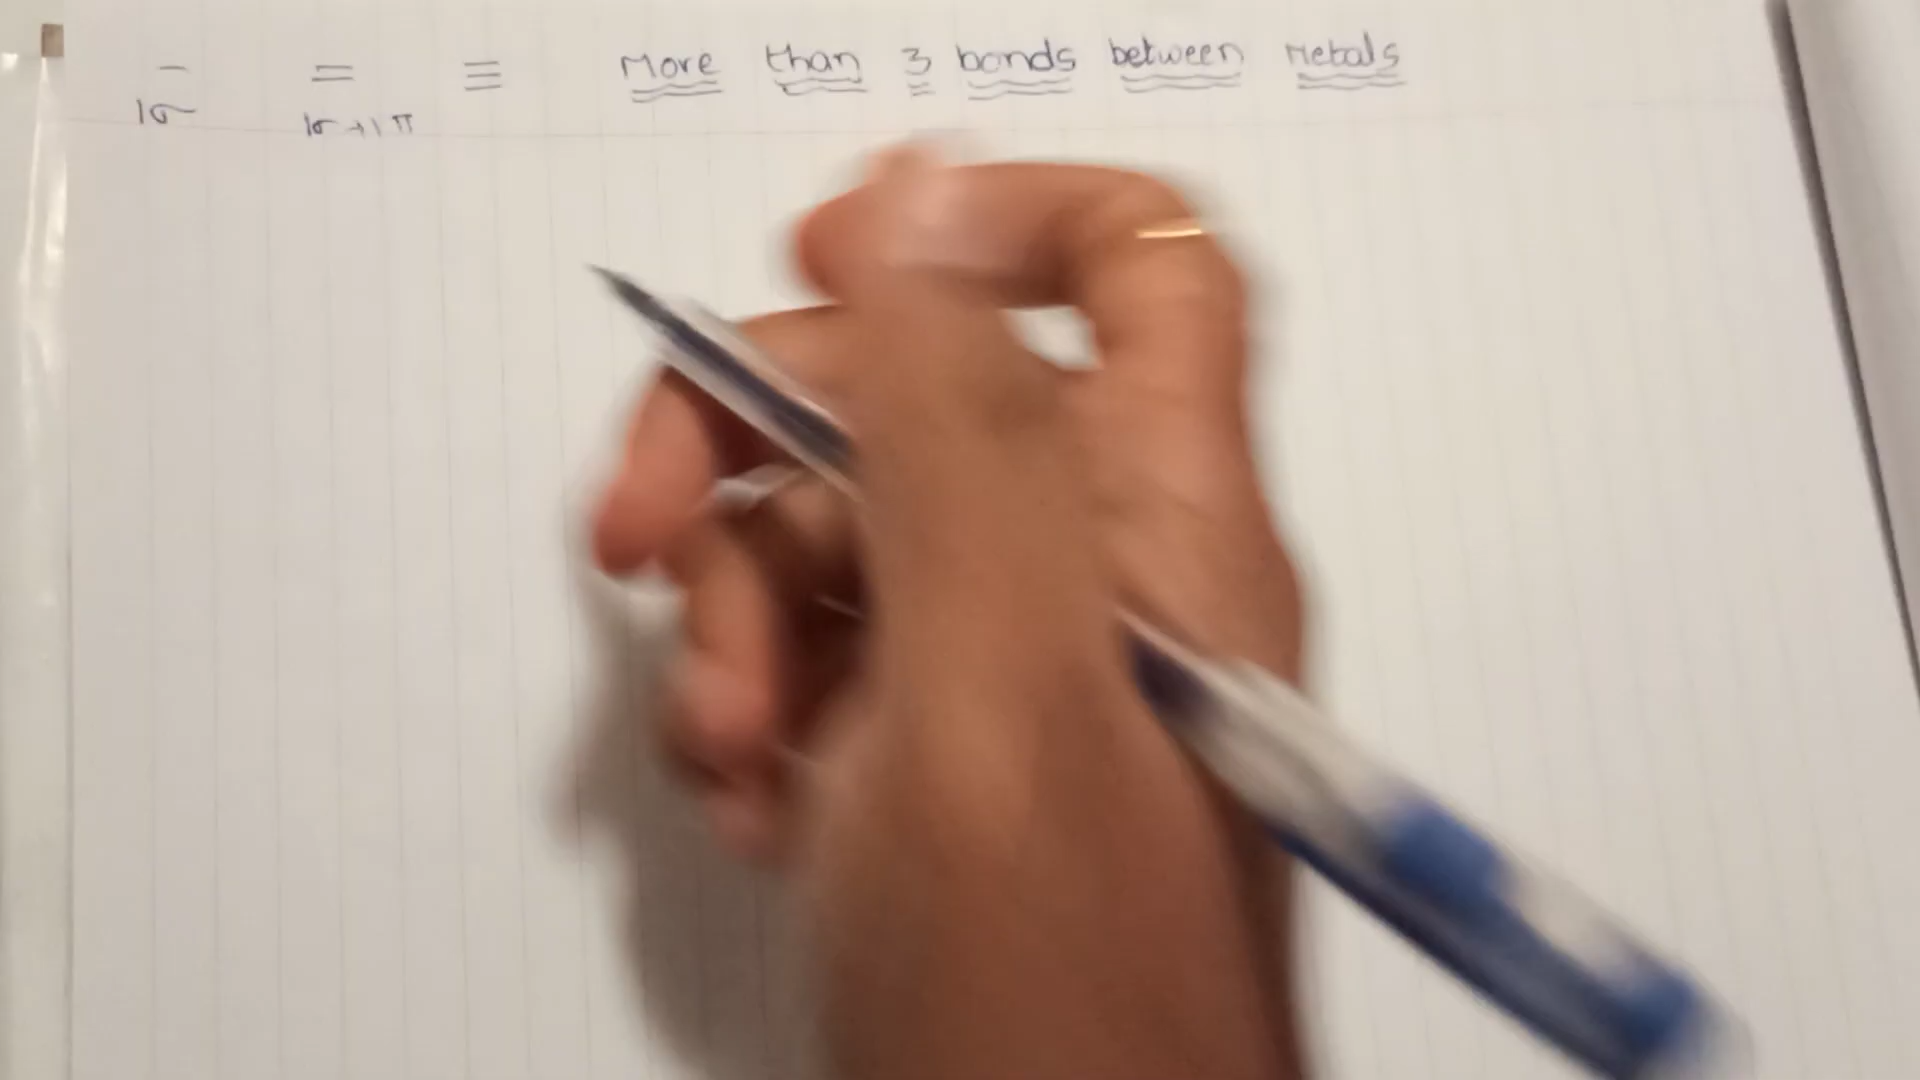 – = ≡ More than 3 bonds between Metals
1σ 1σ+1π